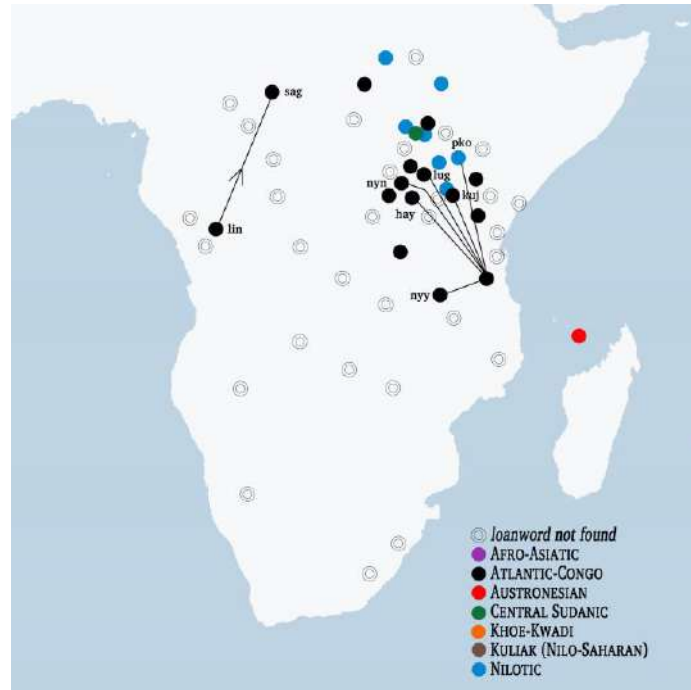 sag
pko
lug
nyn
kuj
hay
lin
nyy
loanword not found
AFRO-ASIATIC
ATLANTIC-CONGO
AUSTRONESIAN
CENTRAL SUDANIC
KHOE-KWADI
KULIAK (NILO-SAHARAN)
NILOTIC